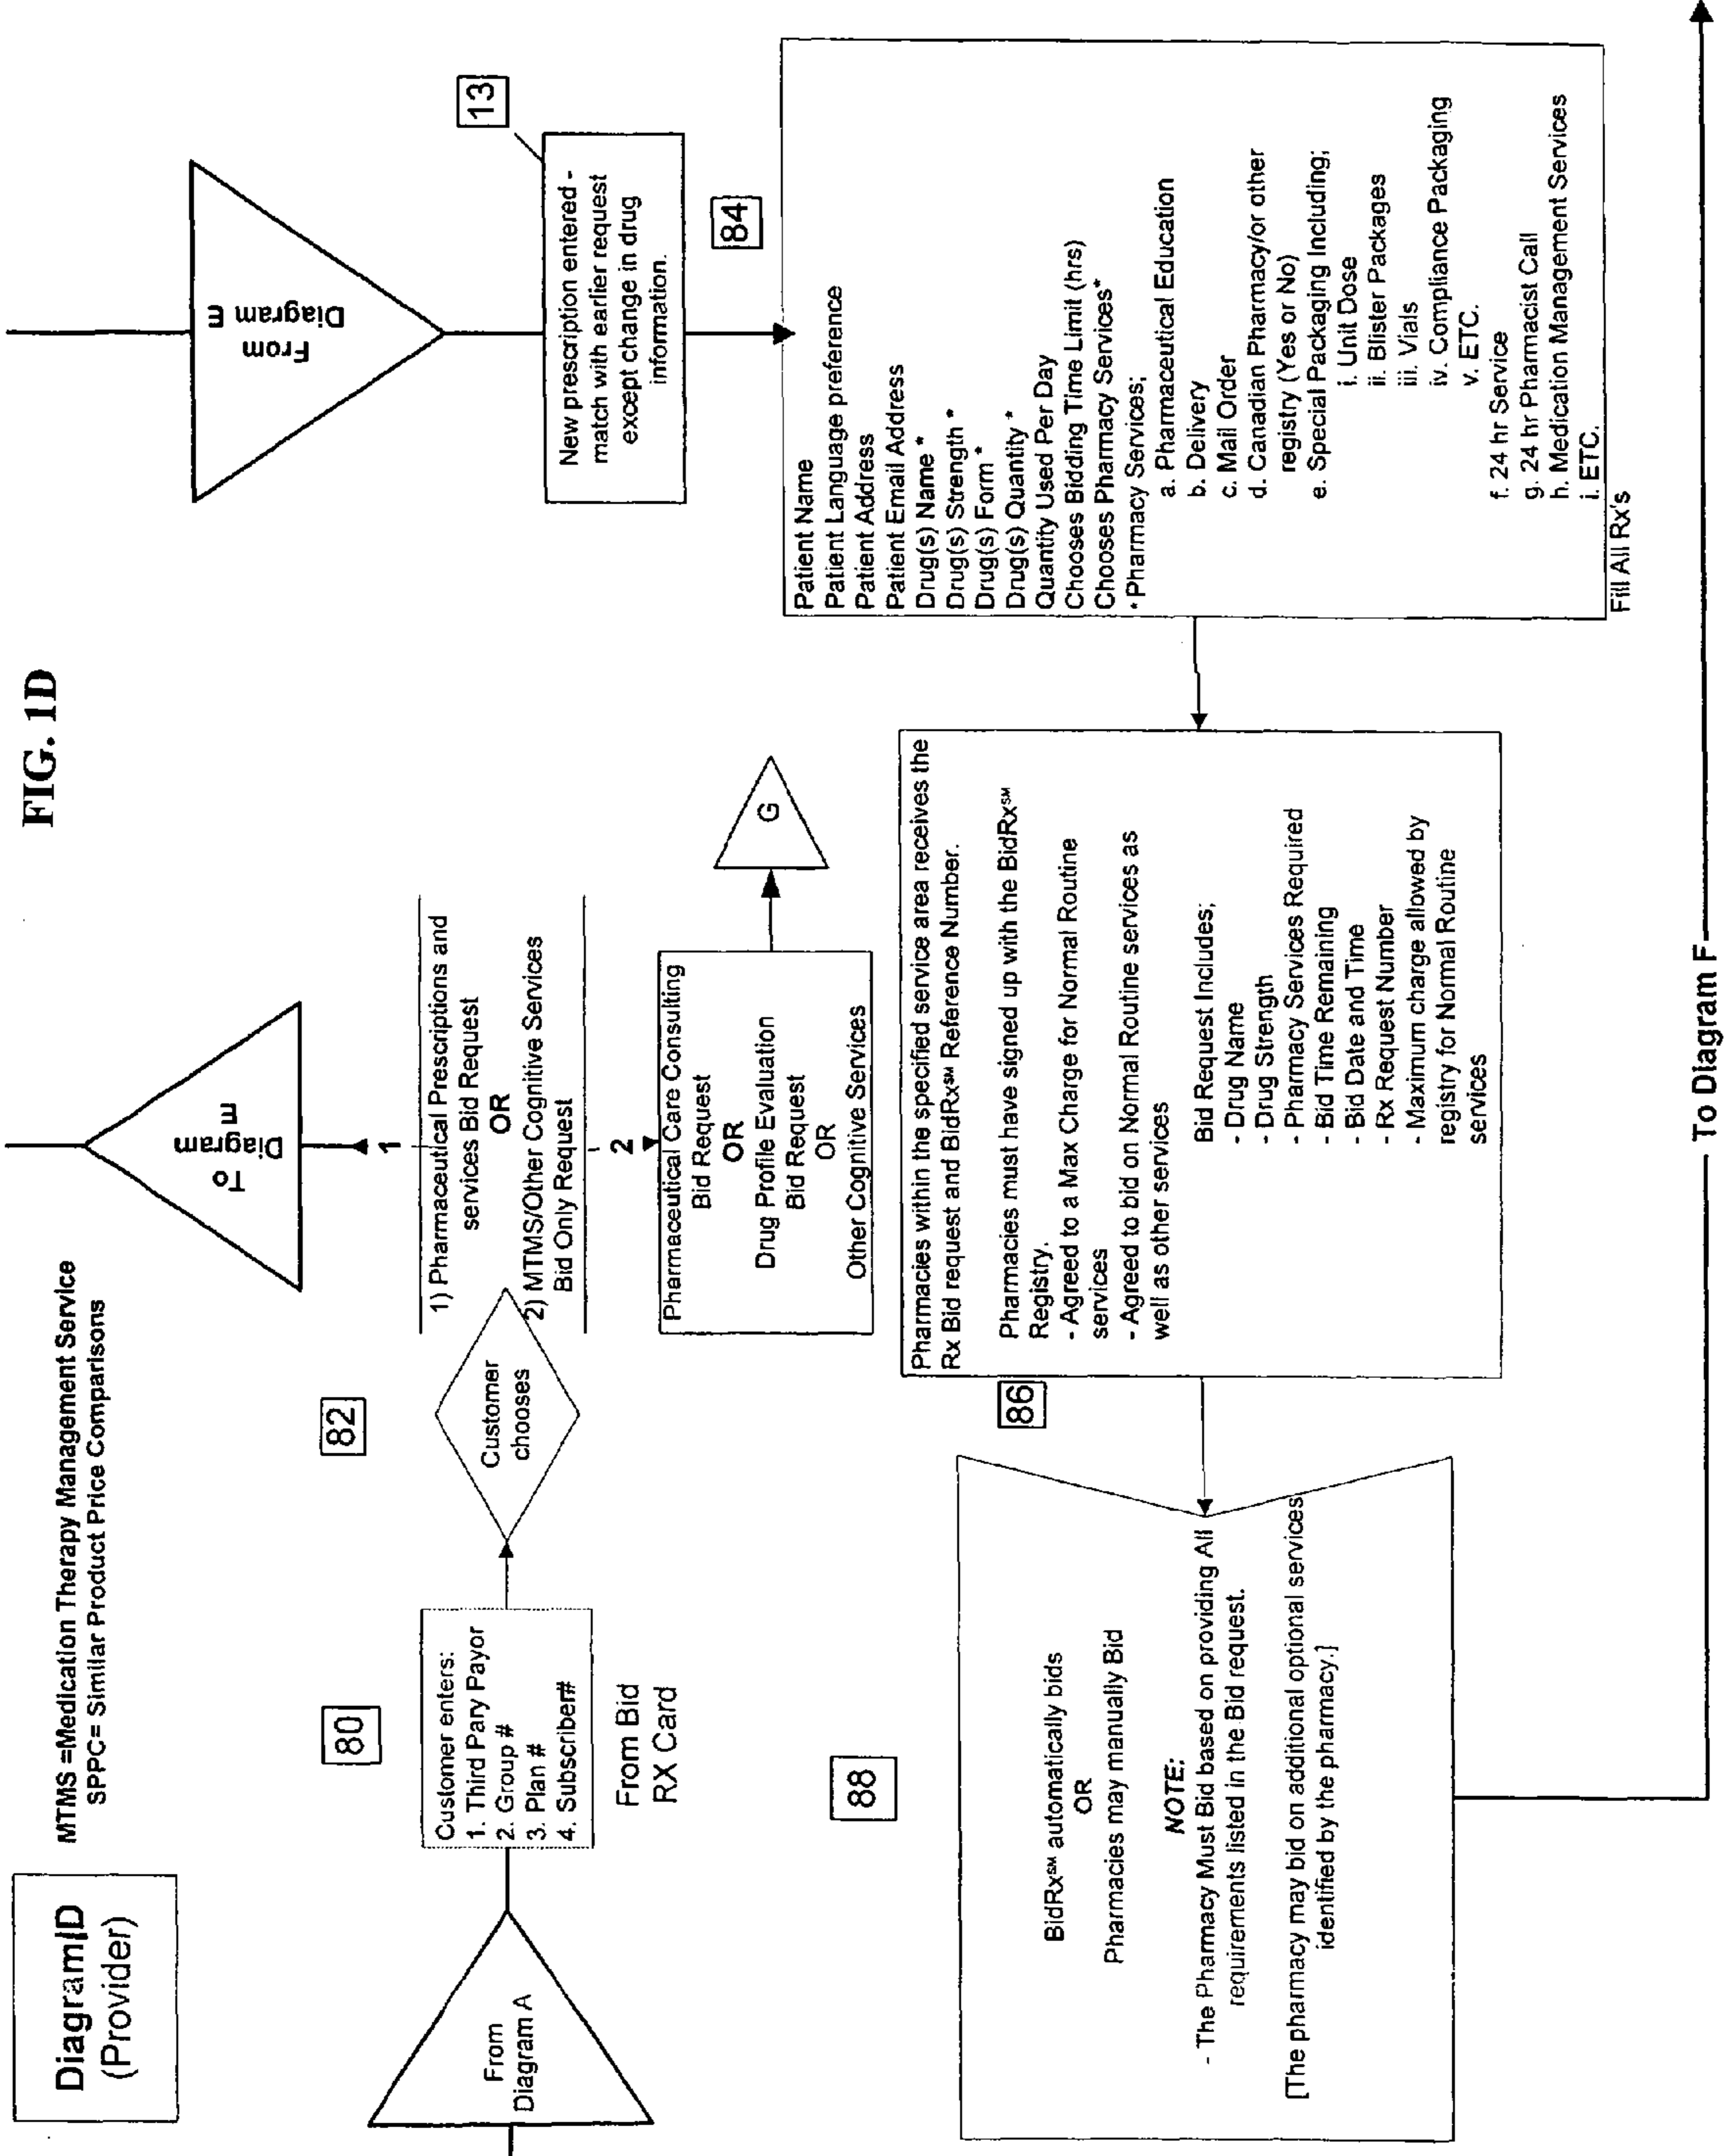 FIG. 1D
Diagram D
(Provider)
MTMS =Medication Therapy Management Service
SPPC= Similar Product Price Comparisons
From
Diagram A
80
Customer enters:
1. Third Pary Payor
2. Group #
3. Plan #
4. Subscriber#
From Bid
RX Card
82
Customer
chooses
To
Diagram
E
1
1) Pharmaceutical Prescriptions and
services Bid Request
OR
2) MTMS/Other Cognitive Services
Bid Only Request
2
Pharmaceutical Care Consulting
Bid Request
OR
Drug Profile Evaluation
Bid Request
OR
Other Cognitive Services
G
From
Diagram E
13
New prescription entered -
match with earlier request
except change in drug
information.
84
Patient Name
Patient Language preference
Patient Address
Patient Email Address
Drug(s) Name *
Drug(s) Strength *
Drug(s) Form *
Drug(s) Quantity *
Quantity Used Per Day
Chooses Bidding Time Limit (hrs)
Chooses Pharmacy Services*
*Pharmacy Services;
a. Pharmaceutical Education
b. Delivery
c. Mail Order
d. Canadian Pharmacy/or other
registry (Yes or No)
e. Special Packaging Including;
i. Unit Dose
ii. Blister Packages
iii. Vials
iv. Compliance Packaging
v. ETC.
f. 24 hr Service
g. 24 hr Pharmacist Call
h. Medication Management Services
i. ETC.
Fill All Rx's
86
Pharmacies within the specified service area receives the
Rx Bid request and BidRx℠ Reference Number.
Pharmacies must have signed up with the BidRx℠
Registry.
- Agreed to a Max Charge for Normal Routine
services
- Agreed to bid on Normal Routine services as
well as other services
Bid Request Includes;
- Drug Name
- Drug Strength
- Pharmacy Services Required
- Bid Time Remaining
- Bid Date and Time
- Rx Request Number
- Maximum charge allowed by
registry for Normal Routine
services
88
BidRx℠ automatically bids
OR
Pharmacies may manually Bid
NOTE:
- The Pharmacy Must Bid based on providing All
requirements listed in the Bid request.
[The pharmacy may bid on additional optional services
identified by the pharmacy.]
To Diagram F